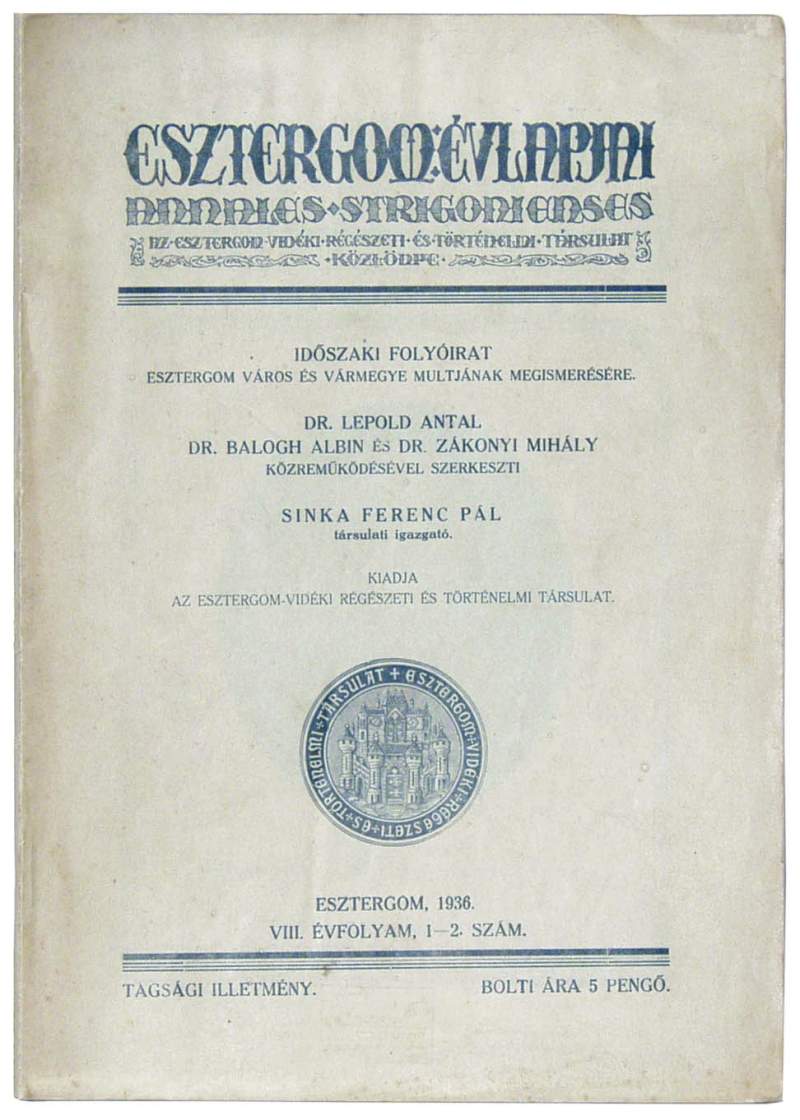 ESZTERGOM:ÉVLAPJAI
ANNALES·STRIGONIENSES
AZ·ESZTERGOM·VIDÉKI·RÉGÉSZETI·ÉS·TÖRTÉNELMI·TÁRSULAT
·KÖZLÖNYE·
IDŐSZAKI FOLYÓIRAT
ESZTERGOM VÁROS ÉS VÁRMEGYE MULTJÁNAK MEGISMERÉSÉRE.
DR. LEPOLD ANTAL
DR. BALOGH ALBIN ÉS DR. ZÁKONYI MIHÁLY
KÖZREMŰKÖDÉSÉVEL SZERKESZTI
SINKA FERENC PÁL
társulati igazgató.
KIADJA
AZ ESZTERGOM-VIDÉKI RÉGÉSZETI ÉS TÖRTÉNELMI TÁRSULAT.
ESZTERGOM+VIDÉKI+RÉGÉSZETI+ÉS+TÖRTÉNELMI+TÁRSULAT+
ESZTERGOM, 1936.
VIII. ÉVFOLYAM, 1—2. SZÁM.
TAGSÁGI ILLETMÉNY.
BOLTI ÁRA 5 PENGŐ.